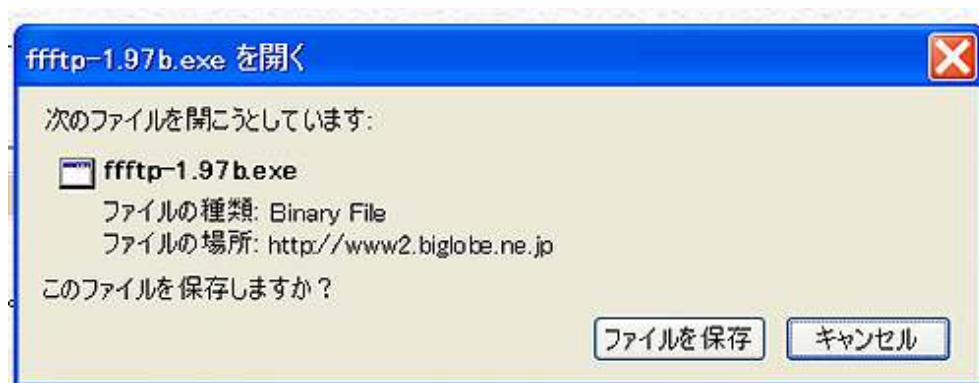 ffftp-1.97b.exe を開く
次のファイルを開こうとしています:
ffftp-1.97b.exe
ファイルの種類: Binary File
ファイルの場所: http://www2.biglobe.ne.jp
このファイルを保存しますか？
ファイルを保存 キャンセル